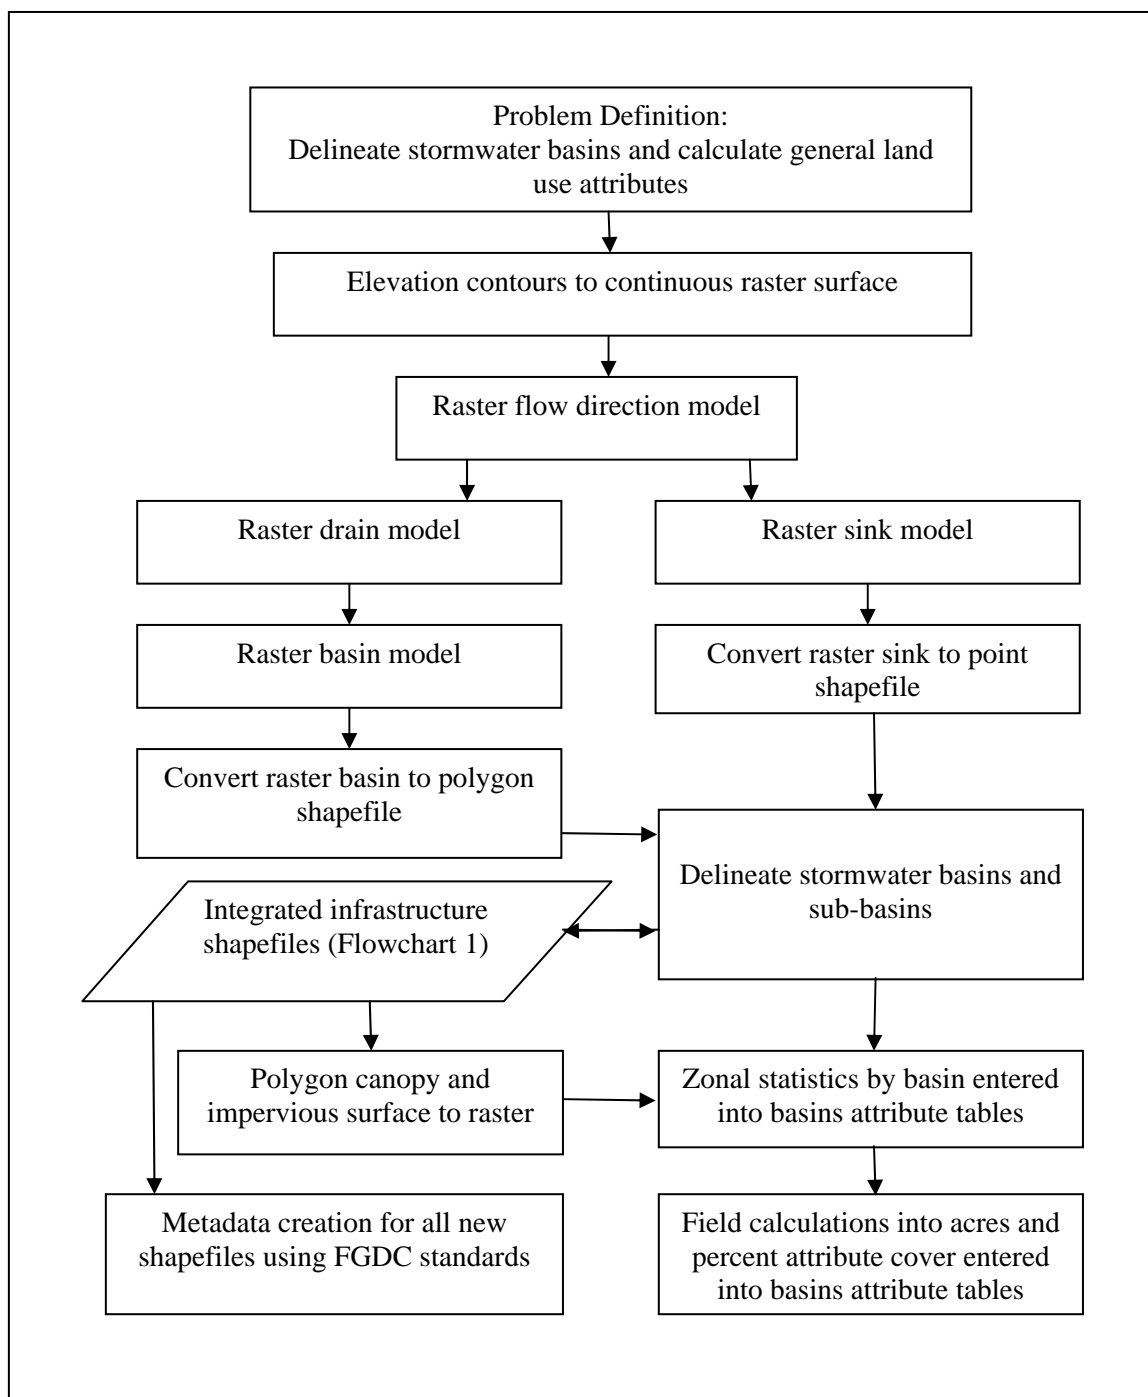 Problem Definition:
Delineate stormwater basins and calculate general land
use attributes
Elevation contours to continuous raster surface
Raster flow direction model
Raster drain model
Raster sink model
Raster basin model
Convert raster sink to point
shapefile
Convert raster basin to polygon
shapefile
Delineate stormwater basins and
sub-basins
Integrated infrastructure
shapefiles (Flowchart 1)
Polygon canopy and
impervious surface to raster
Zonal statistics by basin entered
into basins attribute tables
Metadata creation for all new
shapefiles using FGDC standards
Field calculations into acres and
percent attribute cover entered
into basins attribute tables